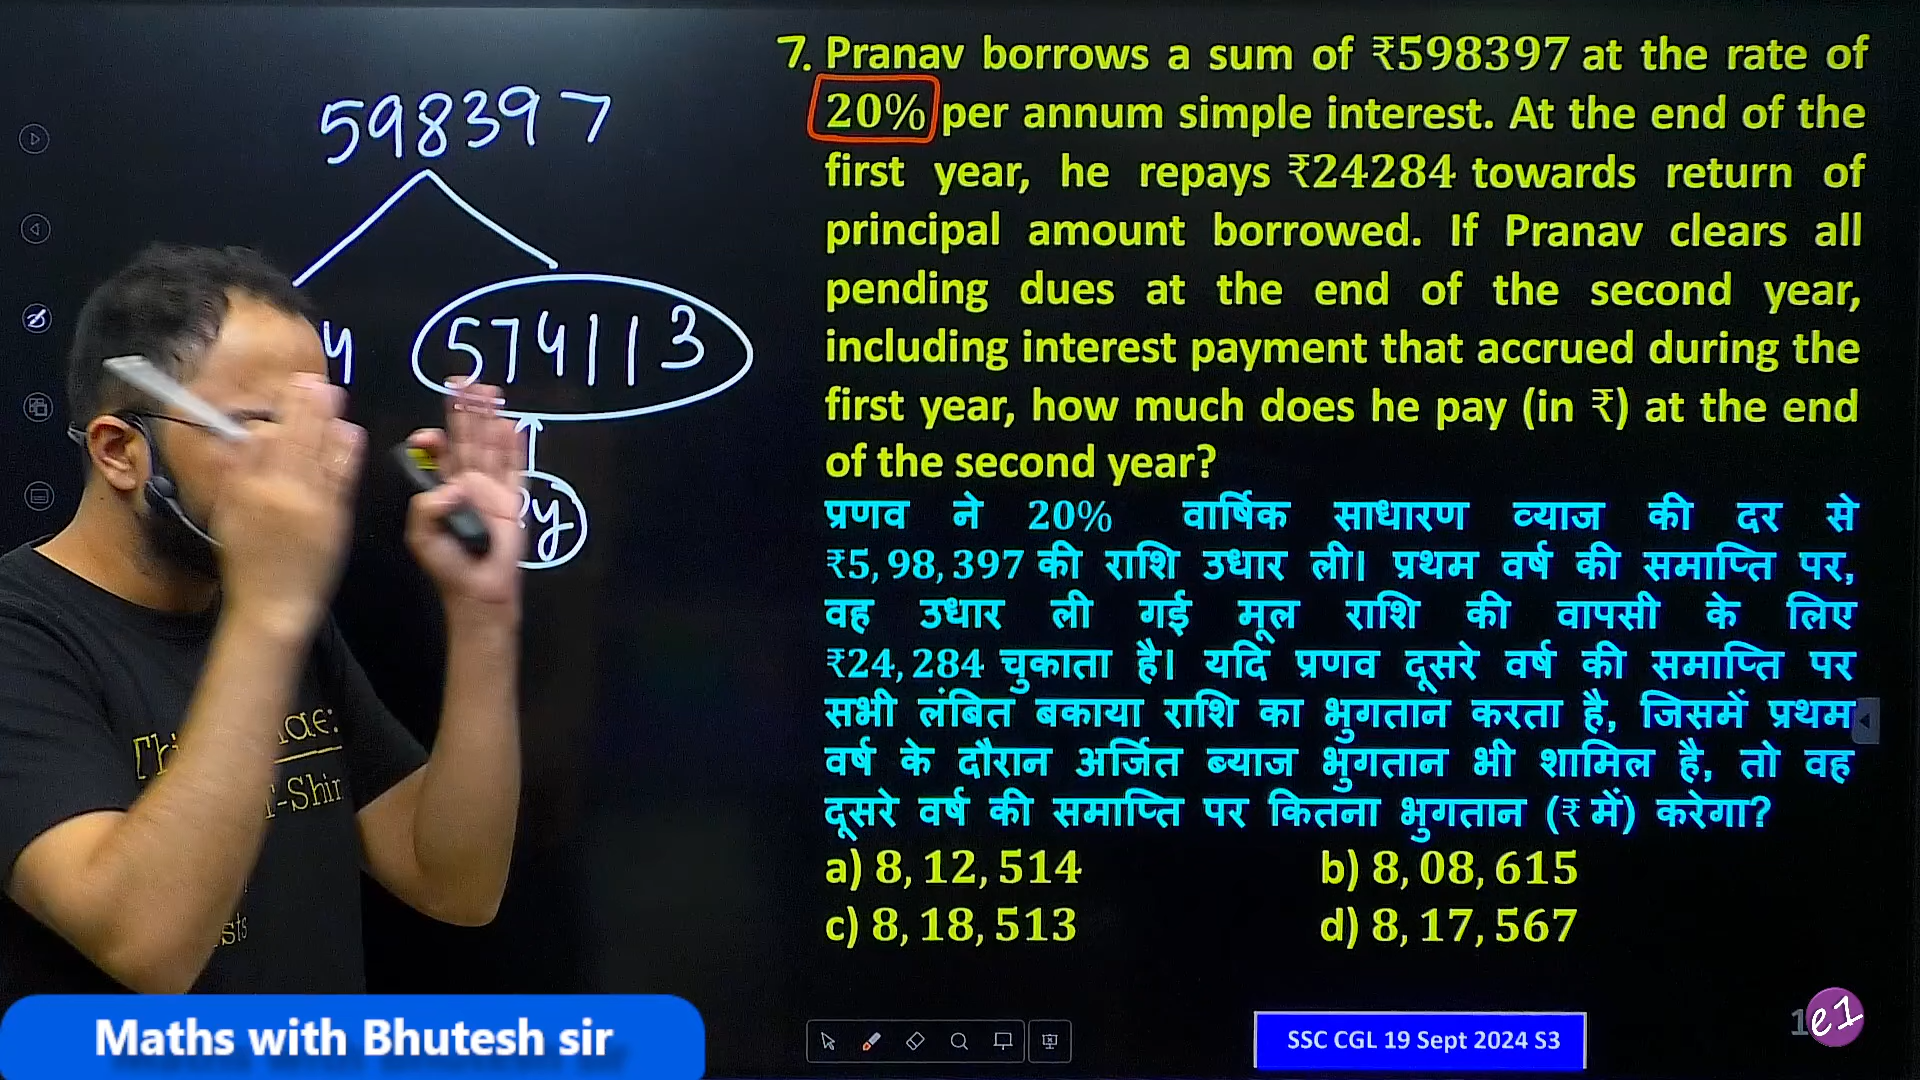 598397
4
574113
2y
7. Pranav borrows a sum of ₹598397 at the rate of
20% per annum simple interest. At the end of the
first year, he repays ₹24284 towards return of
principal amount borrowed. If Pranav clears all
pending dues at the end of the second year,
including interest payment that accrued during the
first year, how much does he pay (in ₹) at the end
of the second year?
प्रणव ने 20% वार्षिक साधारण व्याज की दर से
₹5,98,397 की राशि उधार ली। प्रथम वर्ष की समाप्ति पर,
वह उधार ली गई मूल राशि की वापसी के लिए
₹24,284 चुकाता है। यदि प्रणव दूसरे वर्ष की समाप्ति पर
सभी लंबित बकाया राशि का भुगतान करता है, जिसमें प्रथम
वर्ष के दौरान अर्जित ब्याज भुगतान भी शामिल है, तो वह
दूसरे वर्ष की समाप्ति पर कितना भुगतान (₹ में) करेगा?
a) 8,12,514 b) 8,08,615
c) 8,18,513 d) 8,17,567
T-Shir
Maths with Bhutesh sir
SSC CGL 19 Sept 2024 S3
e1